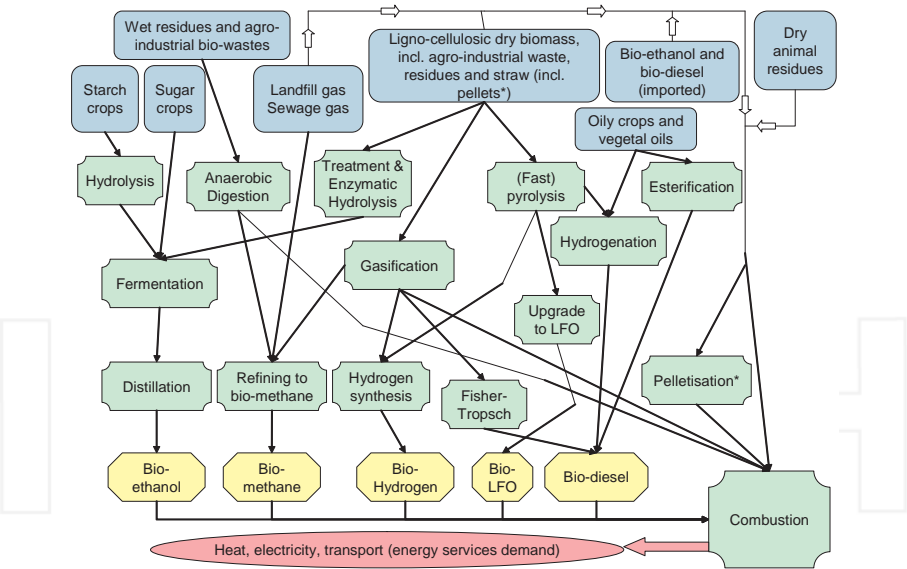 Wet residues and agro-
industrial bio-wastes
Ligno-cellulosic dry biomass,
incl. agro-industrial waste,
residues and straw (incl.
pellets*)
Bio-ethanol and
bio-diesel
(imported)
Dry
animal
residues
Starch
crops
Sugar
crops
Landfill gas
Sewage gas
Oily crops and
vegetal oils
Hydrolysis
Anaerobic
Digestion
Treatment &
Enzymatic
Hydrolysis
(Fast)
pyrolysis
Esterification
Hydrogenation
Gasification
Fermentation
Upgrade
to LFO
Distillation
Refining to
bio-methane
Hydrogen
synthesis
Fisher-
Tropsch
Pelletisation*
Bio-
ethanol
Bio-
methane
Bio-
Hydrogen
Bio-
LFO
Bio-diesel
Combustion
Heat, electricity, transport (energy services demand)